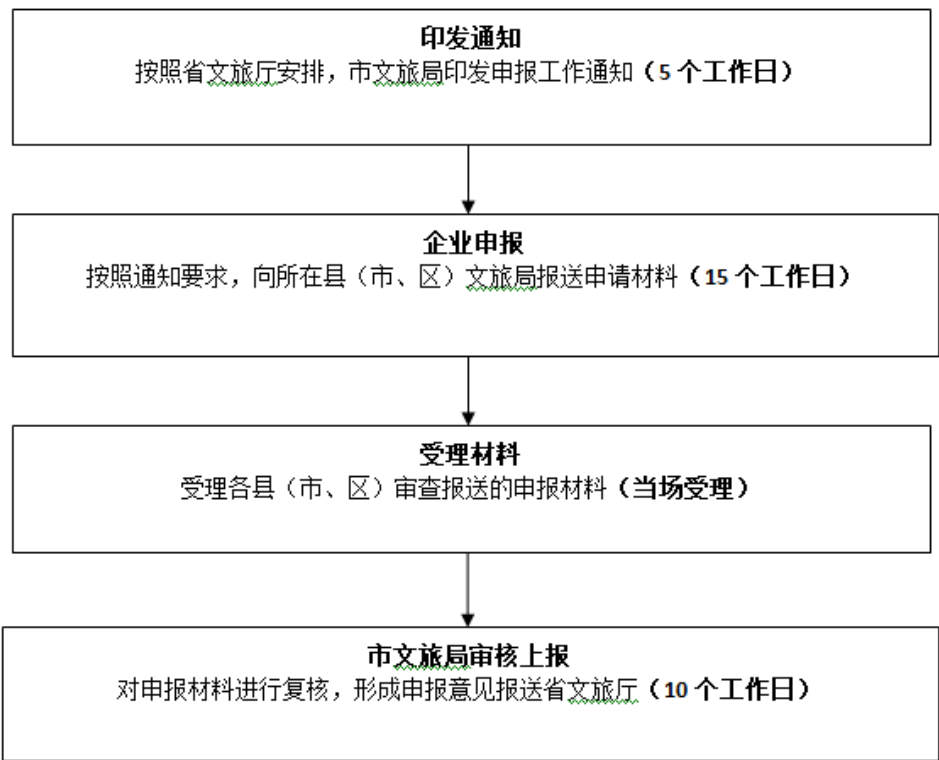 印发通知
按照省文旅厅安排，市文旅局印发申报工作通知（5 个工作日）
企业申报
按照通知要求，向所在县（市、区）文旅局报送申请材料（15 个工作日）
受理材料
受理各县（市、区）审查报送的申报材料（当场受理）
市文旅局审核上报
对申报材料进行复核，形成申报意见报送省文旅厅（10 个工作日）